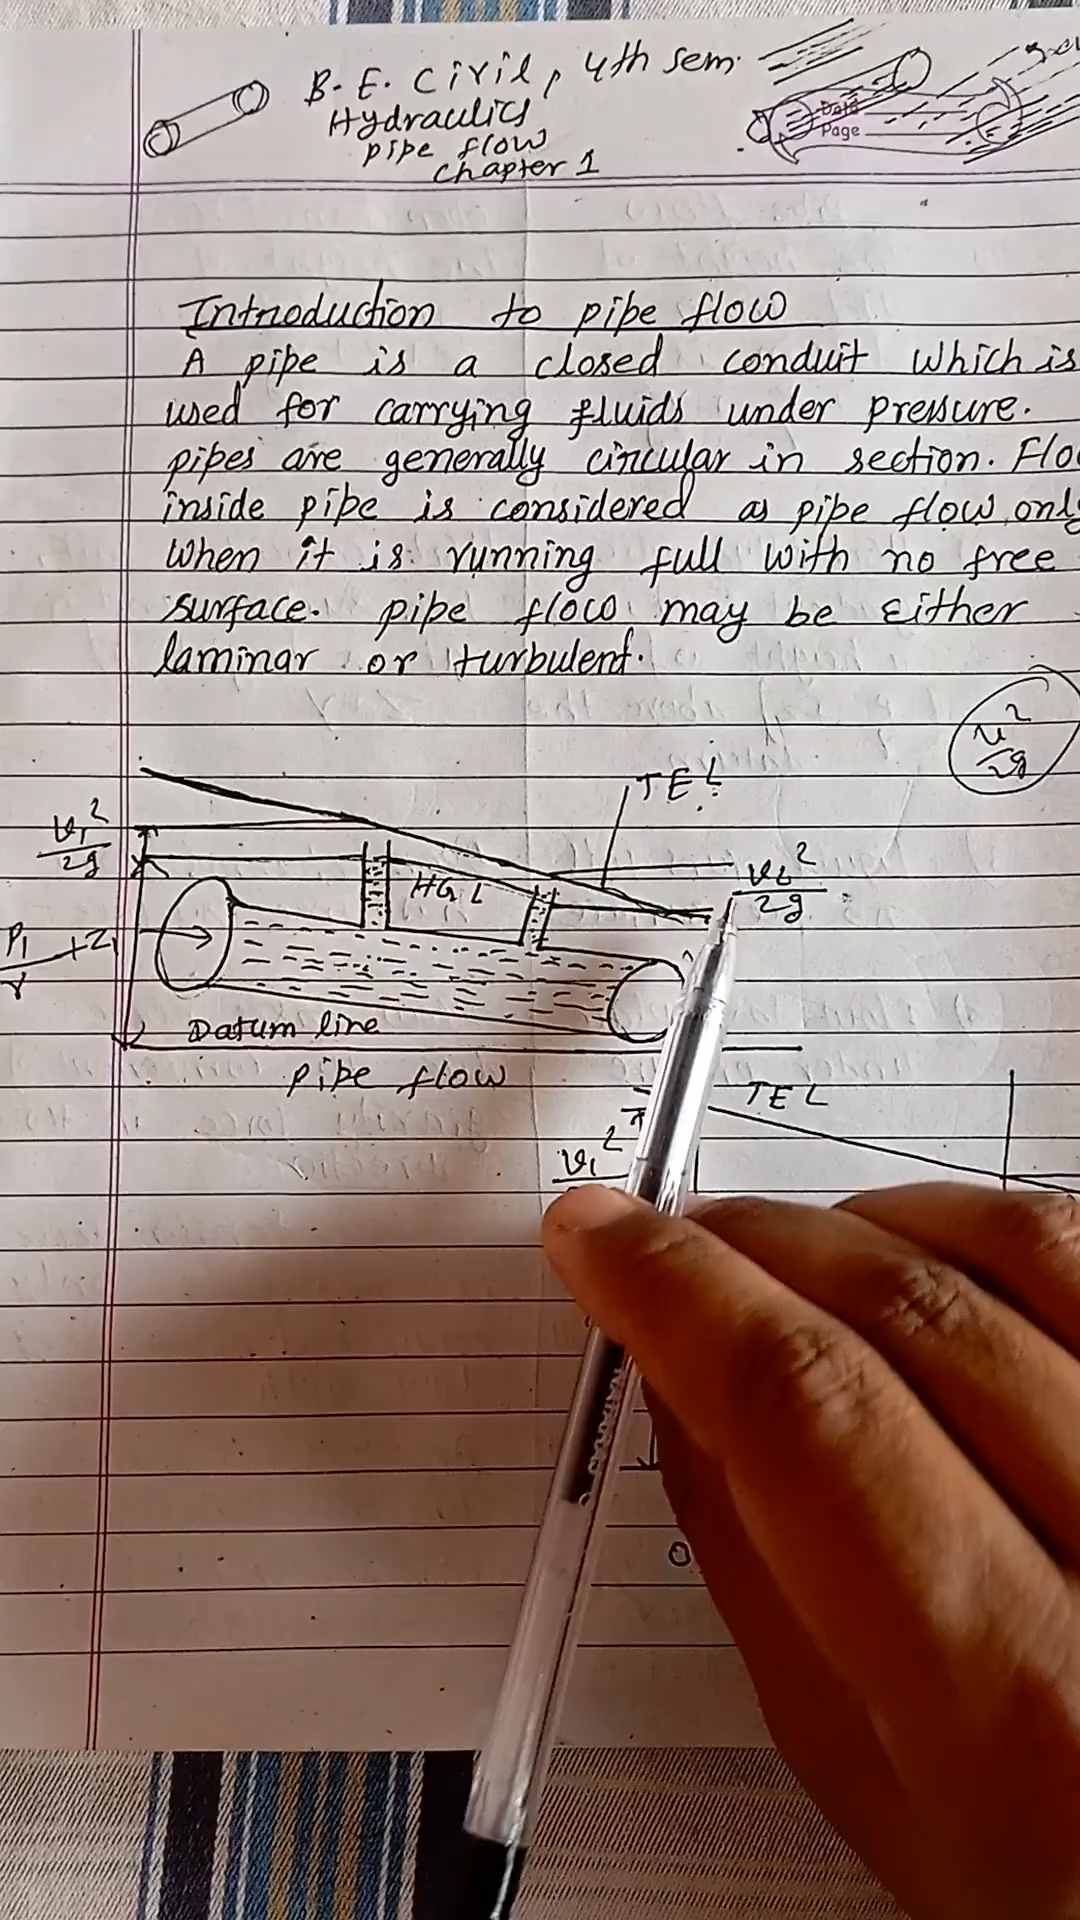 B.E. Civil, 4th sem.
Hydraulics
pipe flow
chapter 1
Date
Page
Introduction to pipe flow
A pipe is a closed conduit which is
used for carrying fluids under pressure.
pipes are generally circular in section. Flo
inside pipe is considered as pipe flow only
when it is running full with no free
surface. pipe flow may be either
laminar or turbulent.
v²/2g
TEL
v₁²/2g
HGL
v₂²/2g
P₁/γ +Z₁
Datum line
pipe flow
TEL
v₁²
0